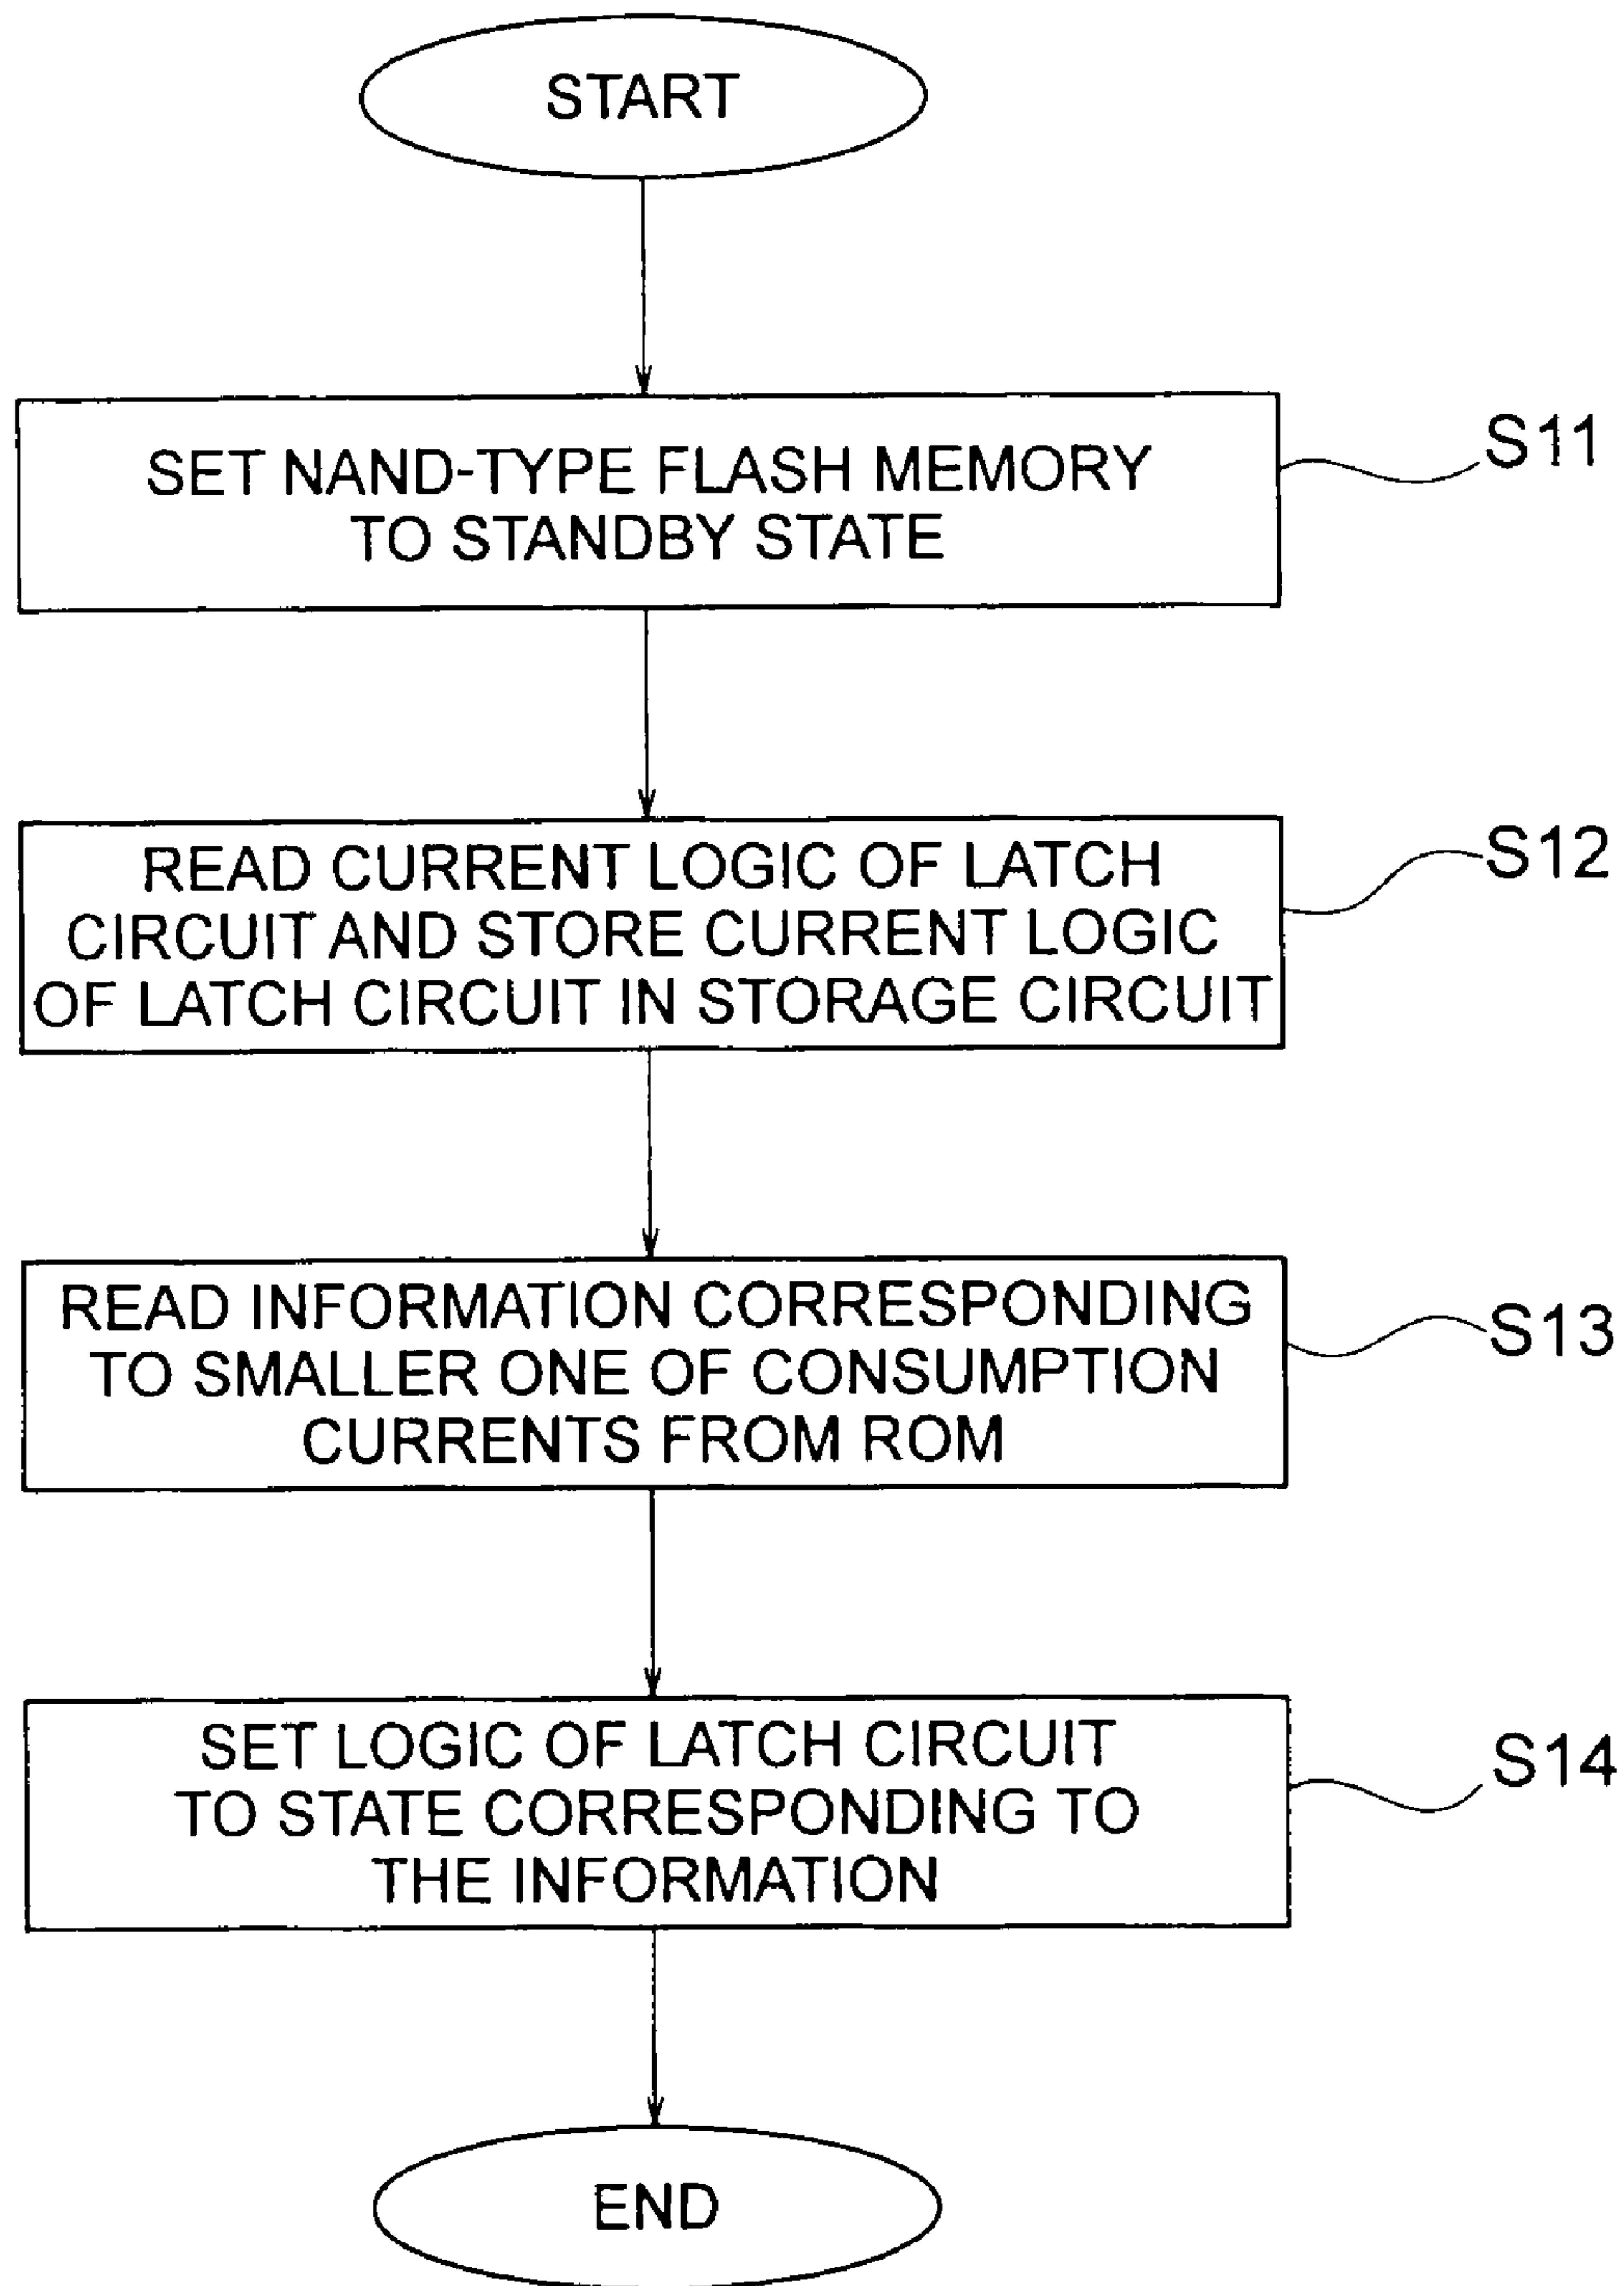 START
SET NAND-TYPE FLASH MEMORY
TO STANDBY STATE
S11
READ CURRENT LOGIC OF LATCH
CIRCUIT AND STORE CURRENT LOGIC
OF LATCH CIRCUIT IN STORAGE CIRCUIT
S12
READ INFORMATION CORRESPONDING
TO SMALLER ONE OF CONSUMPTION
CURRENTS FROM ROM
S13
SET LOGIC OF LATCH CIRCUIT
TO STATE CORRESPONDING TO
THE INFORMATION
S14
END